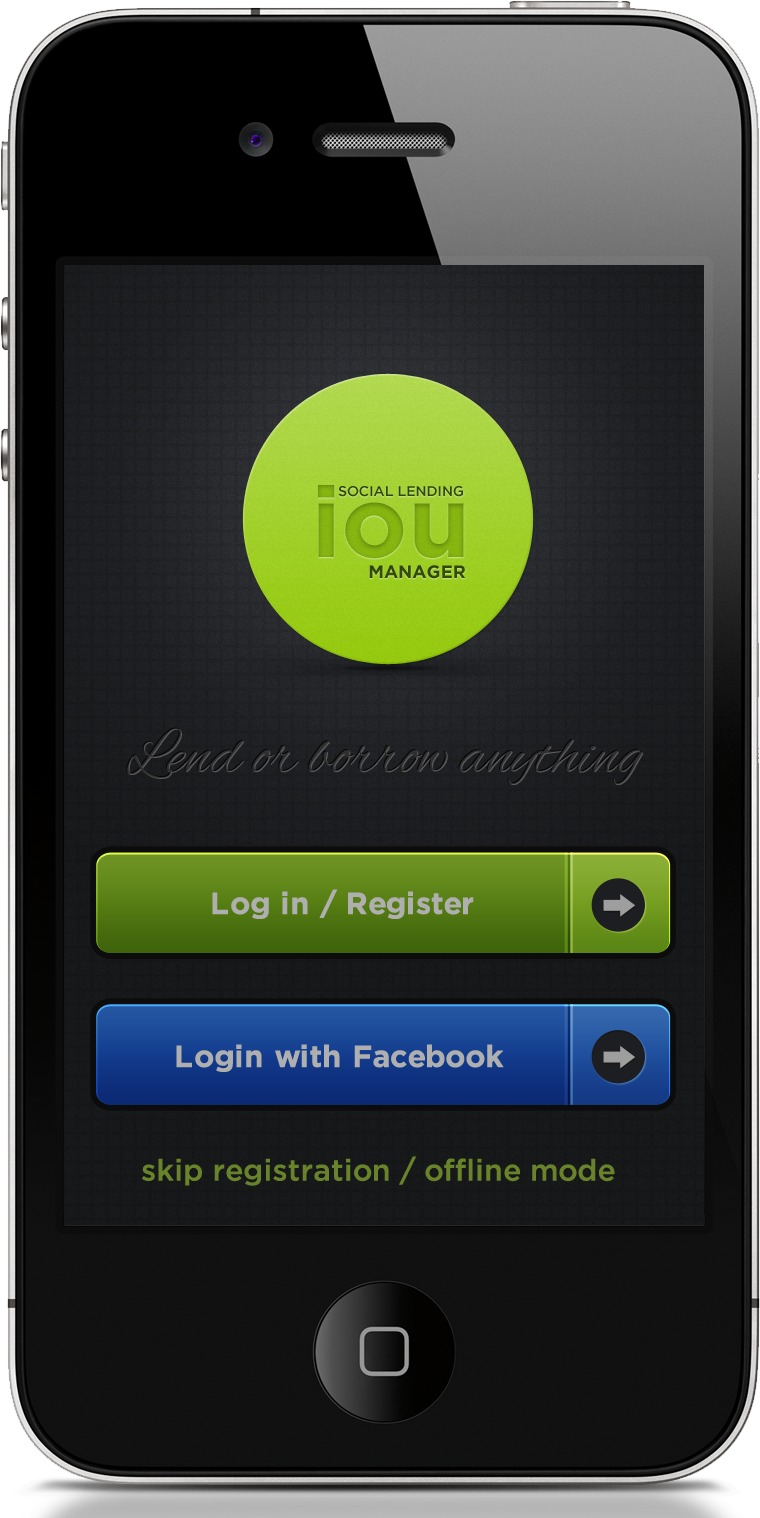 SOCIAL LENDING
iou
MANAGER
Lend or borrow anything
Log in / Register
Login with Facebook
skip registration / offline mode